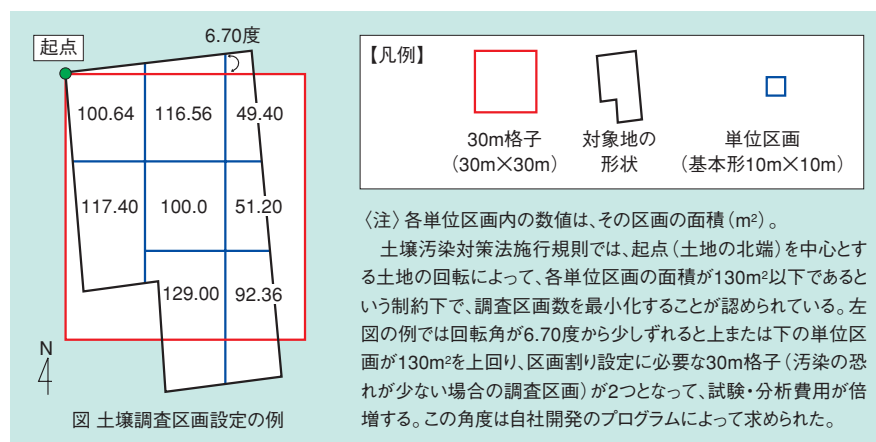 6.70度
起点
100.64 116.56 49.40
117.40 100.0 51.20
129.00 92.36
N
図 土壌調査区画設定の例
【凡例】
30m格子
(30m×30m)
対象地の
形状
単位区画
(基本形10m×10m)
〈注〉各単位区画内の数値は、その区画の面積(m²)。
土壌汚染対策法施行規則では、起点(土地の北端)を中心とす
る土地の回転によって、各単位区画の面積が130m²以下であると
いう制約下で、調査区画数を最小化することが認められている。左
図の例では回転角が6.70度から少しずれると上または下の単位区
画が130m²を上回り、区画割り設定に必要な30m格子(汚染の恐
れが少ない場合の調査区画)が2つとなって、試験・分析費用が倍
増する。この角度は自社開発のプログラムによって求められた。